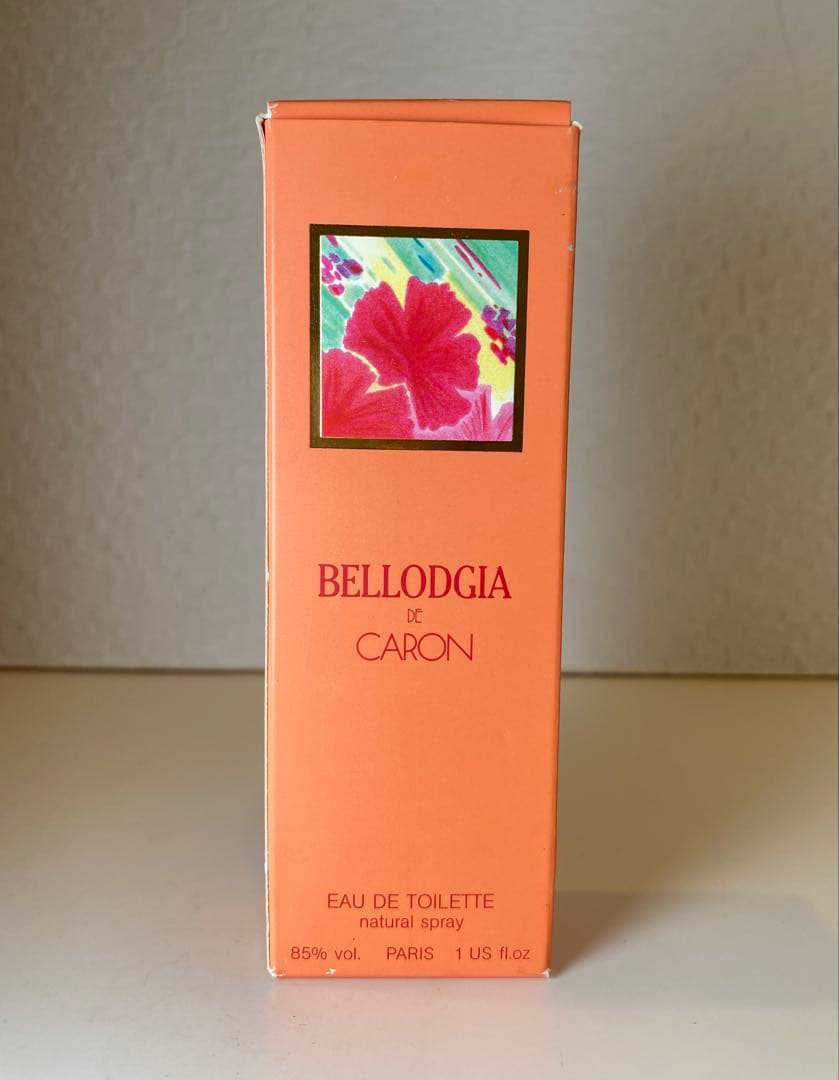 BELLODGIA
DE
CARON
EAU DE TOILETTE
natural spray
85% vol. PARIS 1 US fl.oz